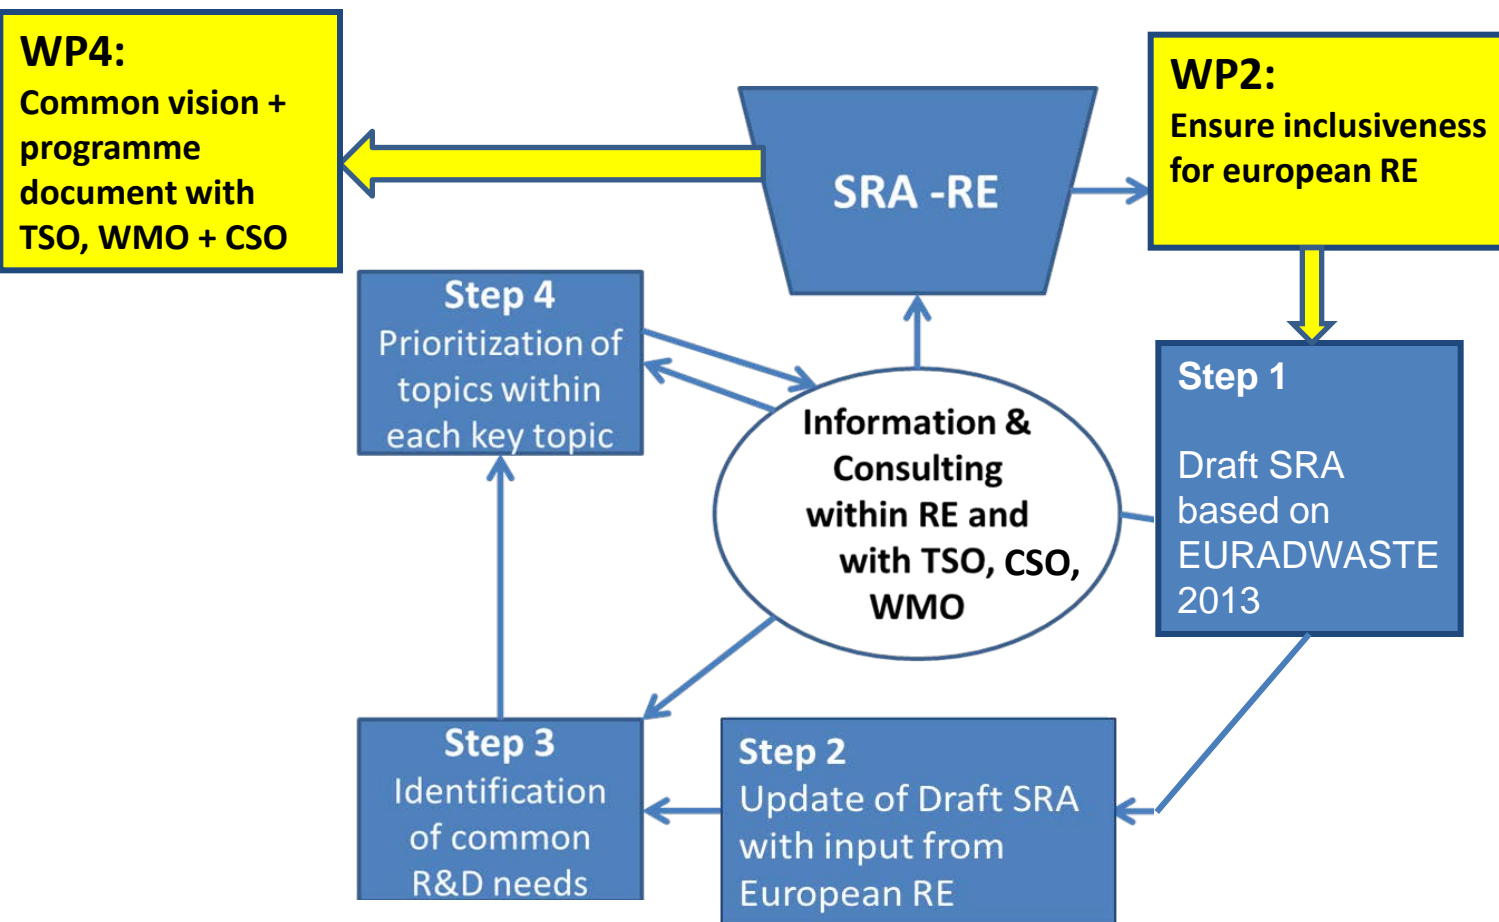 WP4:
Common vision +
programme
document with
TSO, WMO + CSO
SRA -RE
WP2:
Ensure inclusiveness
for european RE
Step 4
Prioritization of
topics within
each key topic
Information &
Consulting
within RE and
with TSO, CSO,
WMO
Step 1
Draft SRA
based on
EURADWASTE
2013
Step 3
Identification
of common
R&D needs
Step 2
Update of Draft SRA
with input from
European RE